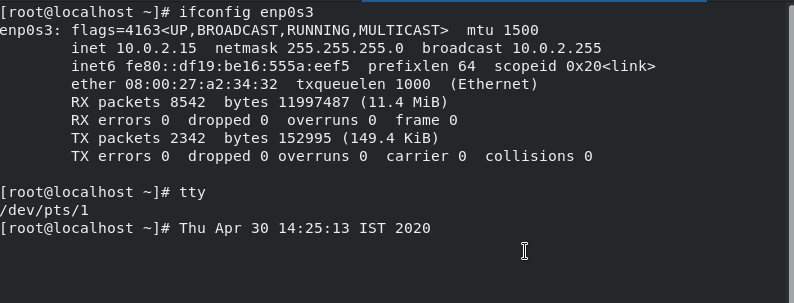 [root@localhost ~]# ifconfig enp0s3
enp0s3: flags=4163<UP,BROADCAST,RUNNING,MULTICAST>  mtu 1500
        inet 10.0.2.15  netmask 255.255.255.0  broadcast 10.0.2.255
        inet6 fe80::df19:be16:555a:eef5  prefixlen 64  scopeid 0x20<link>
        ether 08:00:27:a2:34:32  txqueuelen 1000  (Ethernet)
        RX packets 8542  bytes 11997487 (11.4 MiB)
        RX errors 0  dropped 0  overruns 0  frame 0
        TX packets 2342  bytes 152995 (149.4 KiB)
        TX errors 0  dropped 0 overruns 0  carrier 0  collisions 0
[root@localhost ~]# tty
/dev/pts/1
[root@localhost ~]# Thu Apr 30 14:25:13 IST 2020